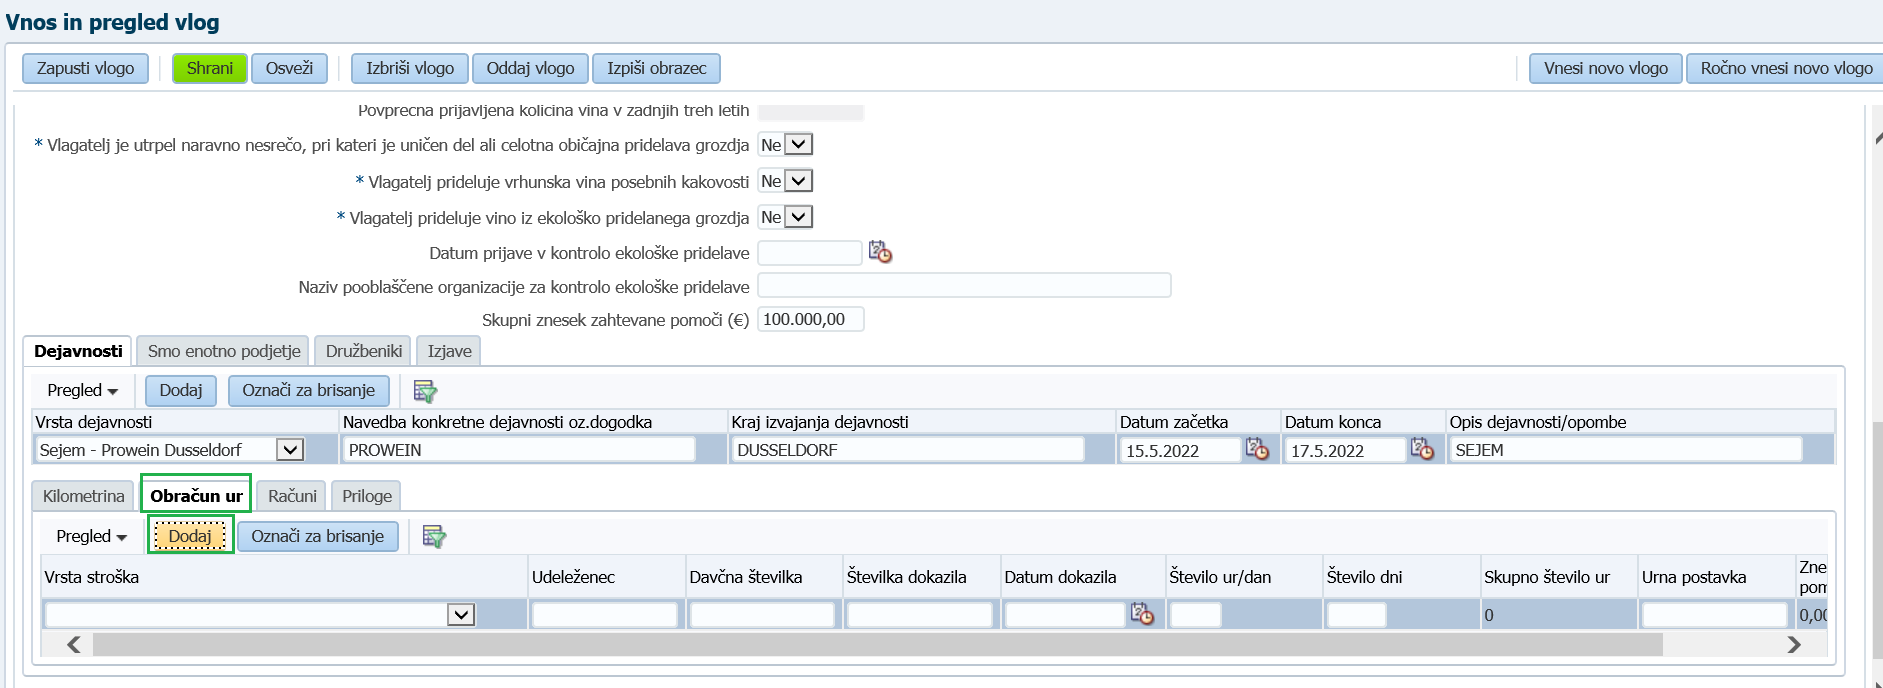 Vnos in pregled vlog
Zapusti vlogo Shrani Osveži Izbriši vlogo Oddaj vlogo Izpiši obrazec Vnesi novo vlogo Ročno vnesi novo vlogo
Povprečna prijavljena količina vina v zadnjih treh letih
* Vlagatelj je utrpel naravno nesrečo, pri kateri je uničen del ali celotna običajna pridelava grozdja Ne
* Vlagatelj prideluje vrhunska vina posebnih kakovosti Ne
* Vlagatelj prideluje vino iz ekološko pridelanega grozdja Ne
Datum prijave v kontrolo ekološke pridelave
Naziv pooblaščene organizacije za kontrolo ekološke pridelave
Skupni znesek zahtevane pomoči (€) 100.000,00
Dejavnosti Smo enotno podjetje Družbeniki Izjave
Pregled Dodaj Označi za brisanje
Vrsta dejavnosti Navedba konkretne dejavnosti oz.dogodka Kraj izvajanja dejavnosti Datum začetka Datum konca Opis dejavnosti/opombe
Sejem - Prowein Dusseldorf PROWEIN DUSSELDORF 15.5.2022 17.5.2022 SEJEM
Kilometrina Obračun ur Računi Priloge
Pregled Dodaj Označi za brisanje
Vrsta stroška Udeleženec Davčna številka Številka dokazila Datum dokazila Število ur/dan Število dni Skupno število ur Urna postavka Zne
pom
0 0,00